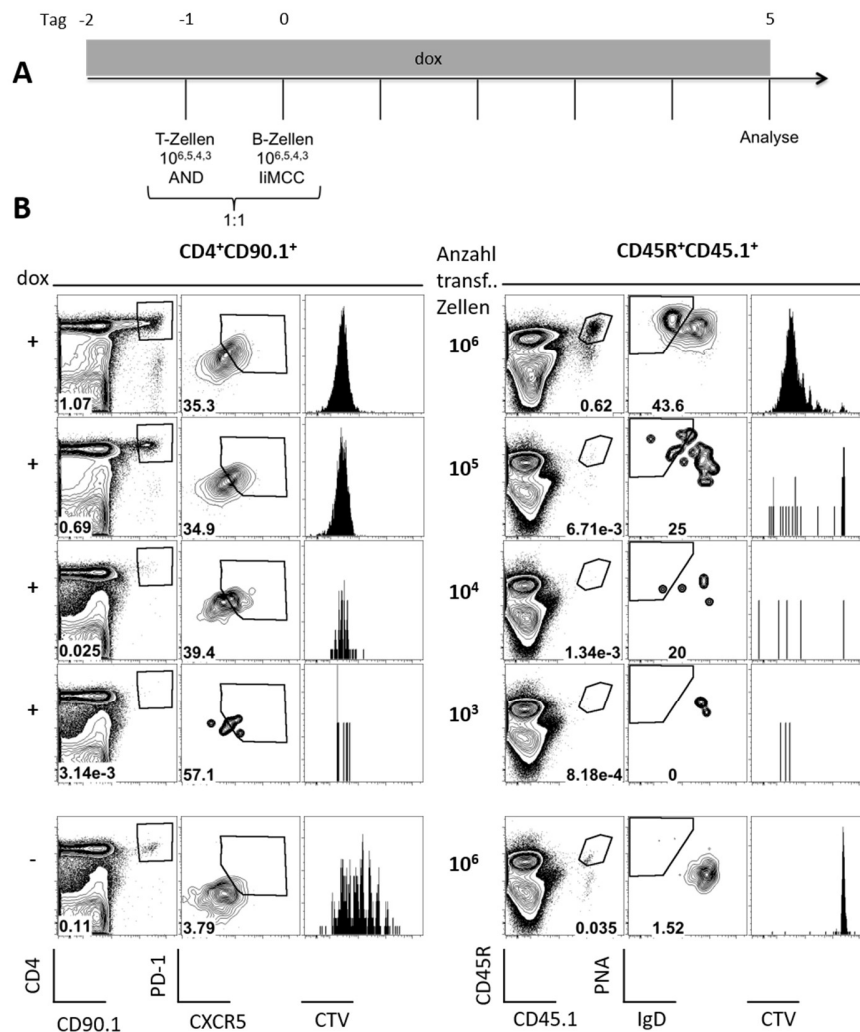 Tag -2 -1 0 5
dox
A
T-Zellen B-Zellen Analyse
10^6,5,4,3 10^6,5,4,3
AND IiMCC
1:1
B
CD4+CD90.1+ Anzahl CD45R+CD45.1+
dox transf..
Zellen
+ 1.07 35.3 10^6 0.62 43.6
+ 0.69 34.9 10^5 6.71e-3 25
+ 0.025 39.4 10^4 1.34e-3 20
+ 3.14e-3 57.1 10^3 8.18e-4 0
- 0.11 3.79 10^6 0.035 1.52
CD4 PD-1 CD45R PNA
CD90.1 CXCR5 CTV CD45.1 IgD CTV